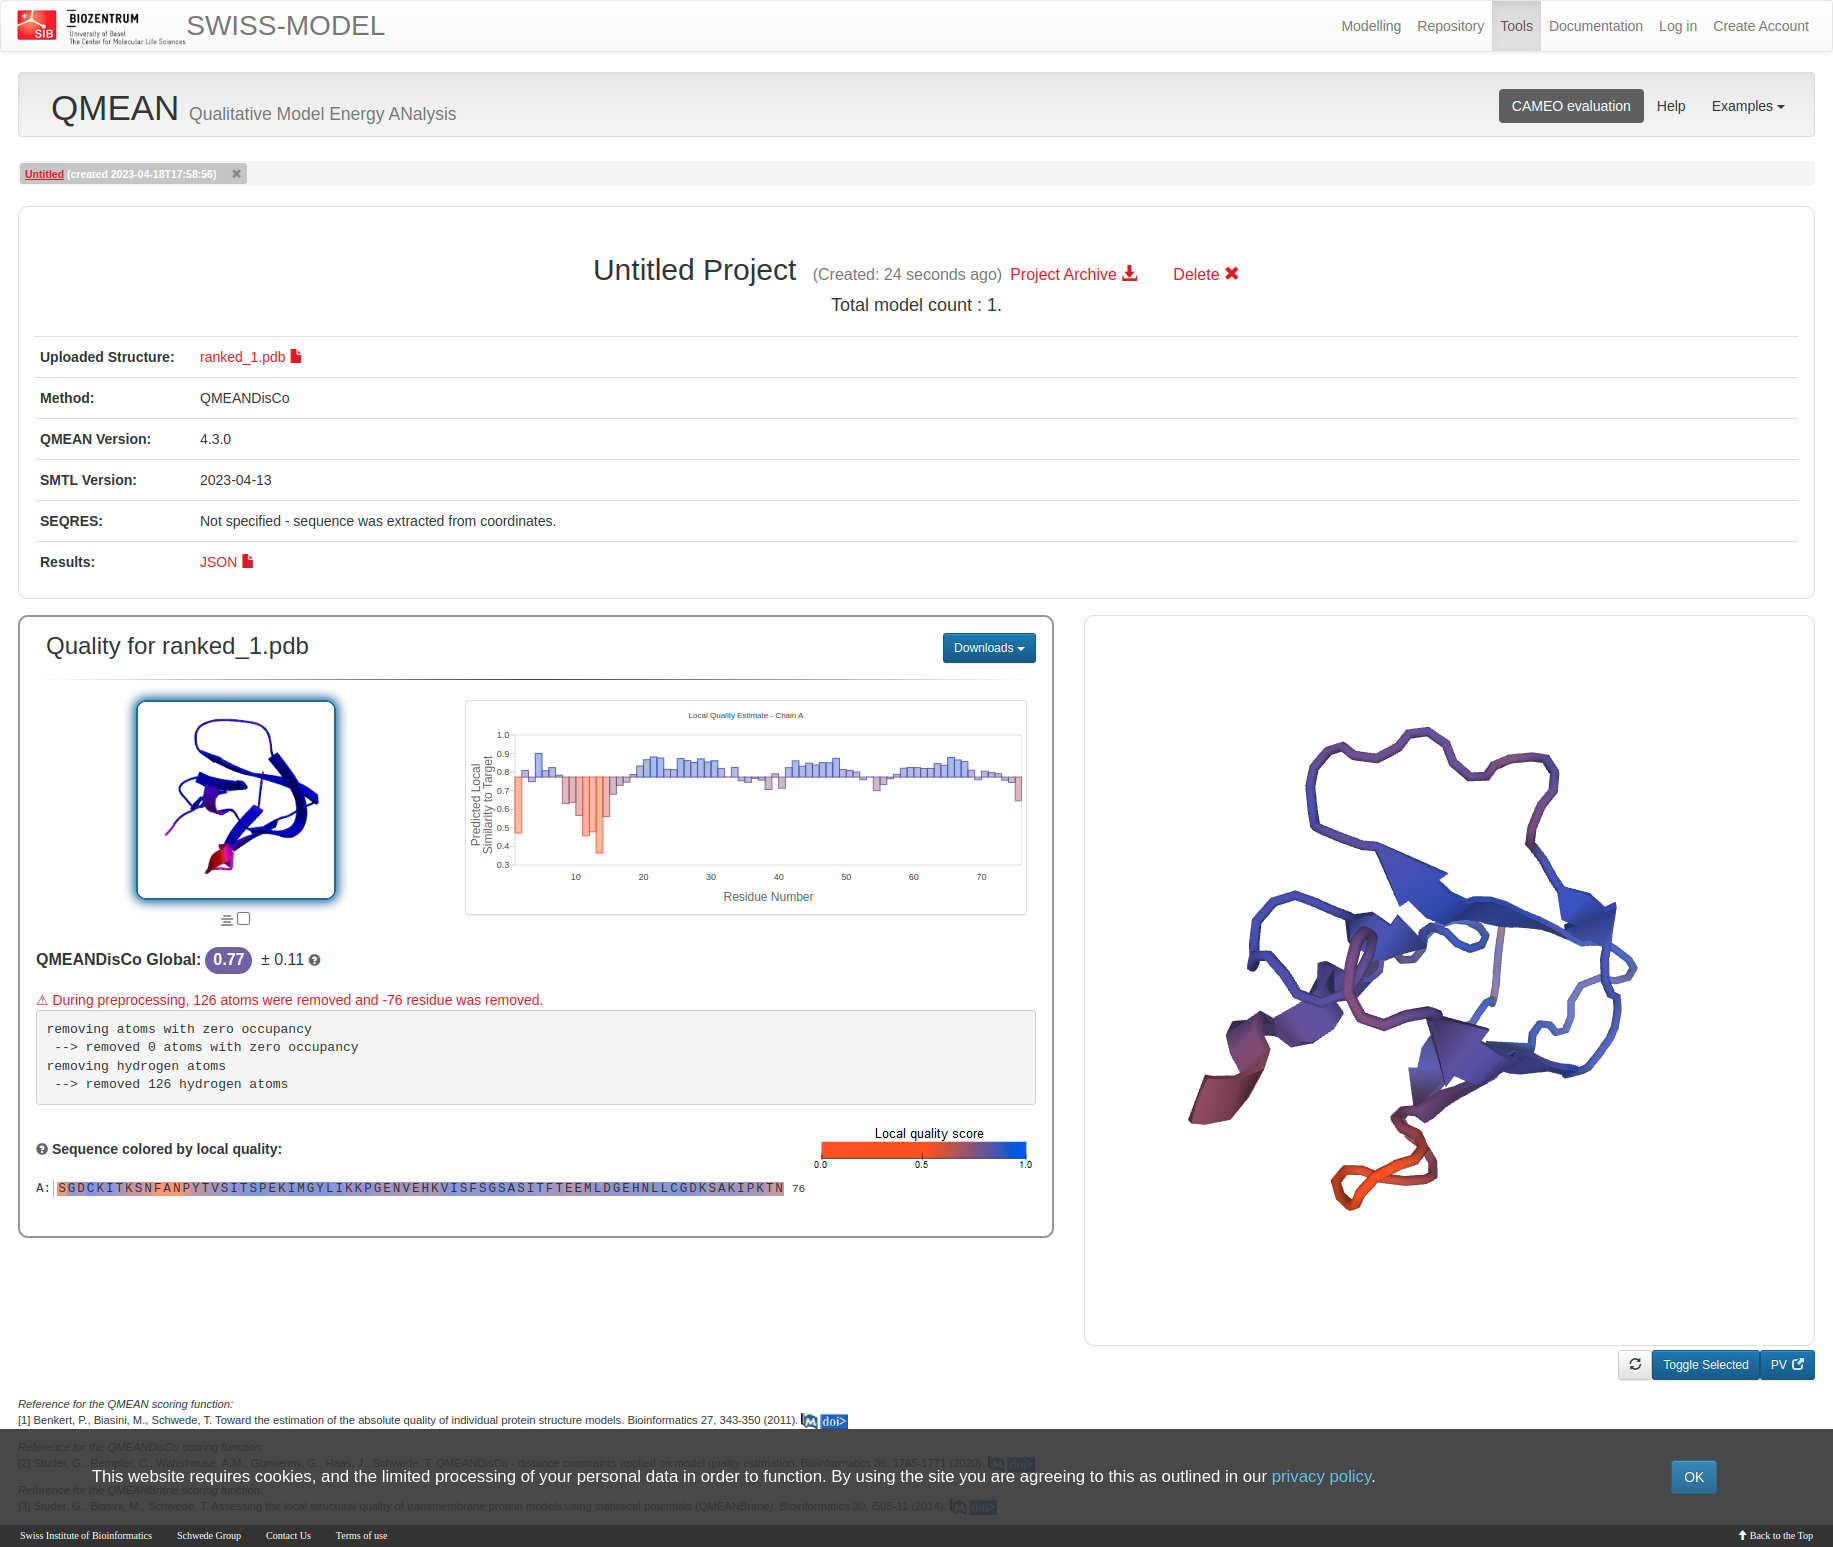 SIB
BIOZENTRUM
University of Basel
The Center for Molecular Life Sciences
SWISS-MODEL
Modelling Repository Tools Documentation Log in Create Account
QMEAN Qualitative Model Energy ANalysis
CAMEO evaluation Help Examples
Untitled (created 2023-04-18T17:58:56) ✖
Untitled Project (Created: 24 seconds ago) Project Archive Delete ✖
Total model count : 1.
Uploaded Structure: ranked_1.pdb
Method: QMEANDisCo
QMEAN Version: 4.3.0
SMTL Version: 2023-04-13
SEQRES: Not specified - sequence was extracted from coordinates.
Results: JSON
Quality for ranked_1.pdb
Downloads
Local Quality Estimate - Chain A
Predicted Local
Similarity to Target
1.0
0.9
0.8
0.7
0.6
0.5
0.4
0.3
10 20 30 40 50 60 70
Residue Number
QMEANDisCo Global: 0.77 ± 0.11
⚠ During preprocessing, 126 atoms were removed and -76 residue was removed.
removing atoms with zero occupancy
--> removed 0 atoms with zero occupancy
removing hydrogen atoms
--> removed 126 hydrogen atoms
Sequence colored by local quality:
Local quality score
0.0 0.5 1.0
A: SGDCKITKSNFANPYTVSITSPEKIMGYLIKKPGENVEHKVISFSGSASITFTEEMLDGEHNLLCGDKSAKIPKTN 76
Toggle Selected
PV
Reference for the QMEAN scoring function:
[1] Benkert, P., Biasini, M., Schwede, T. Toward the estimation of the absolute quality of individual protein structure models. Bioinformatics 27, 343-350 (2011). M doi>
Reference for the QMEANDisCo scoring function:
[2] Studer, G., Rempfer, C., Waterhouse, A.M., Gumienny, G., Haas, J., Schwede, T. QMEANDisCo - distance constraints applied on model quality estimation. Bioinformatics 36, 1765-1771 (2020). M doi>
This website requires cookies, and the limited processing of your personal data in order to function. By using the site you are agreeing to this as outlined in our privacy policy.
OK
Reference for the QMEANBrane scoring function:
[3] Studer, G., Biasini, M., Schwede, T. Assessing the local structural quality of transmembrane protein models using statistical potentials (QMEANBrane). Bioinformatics 30, i505-11 (2014). M doi>
Swiss Institute of Bioinformatics Schwede Group Contact Us Terms of use
Back to the Top